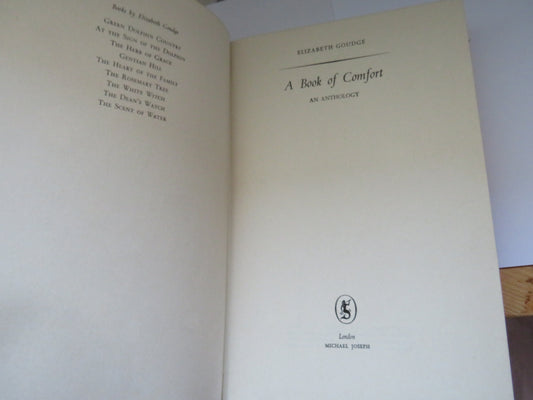 Books by Elizabeth Goudge
GREEN DOLPHIN COUNTRY
AT THE SIGN OF THE DOLPHIN
THE HERB OF GRACE
GENTIAN HILL
THE HEART OF THE FAMILY
THE ROSEMARY TREE
THE WHITE WITCH
THE DEAN'S WATCH
THE SCENT OF WATER
ELIZABETH GOUDGE
A Book of Comfort
AN ANTHOLOGY
London
MICHAEL JOSEPH